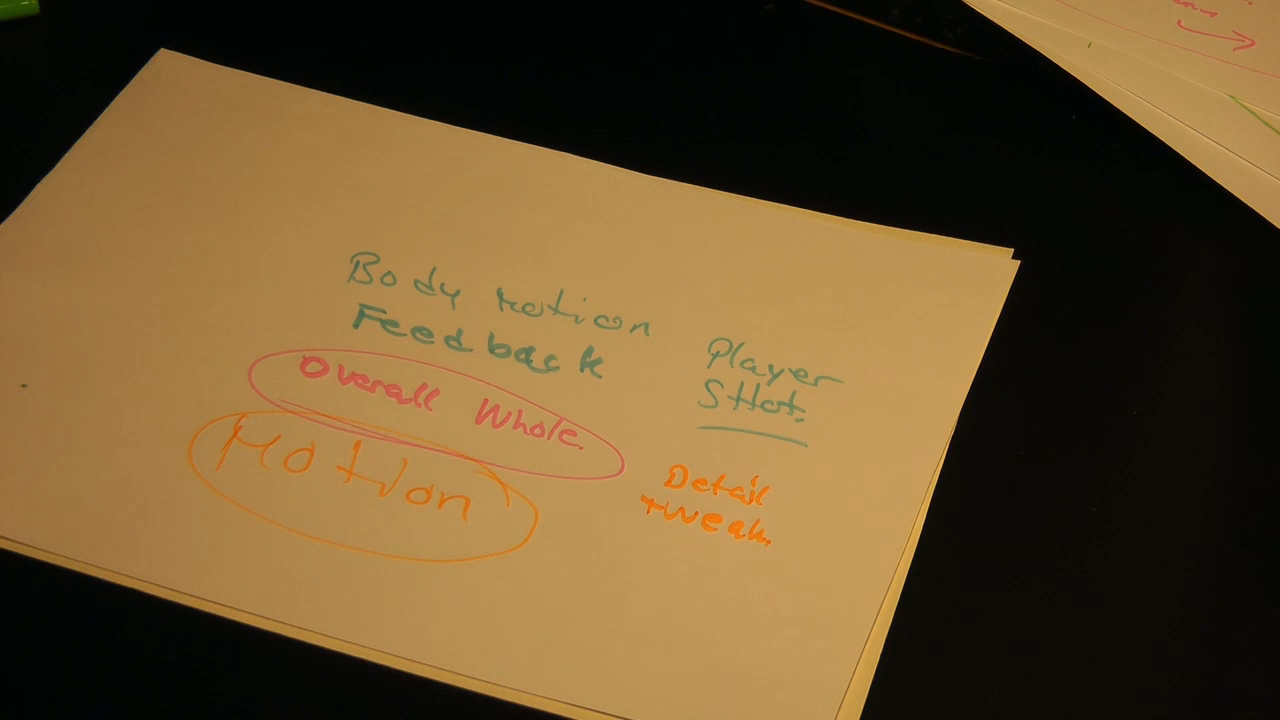 Body Motion
Feedback
Player
SHot.
Overall Whole.
Motion
Detail
tweak.